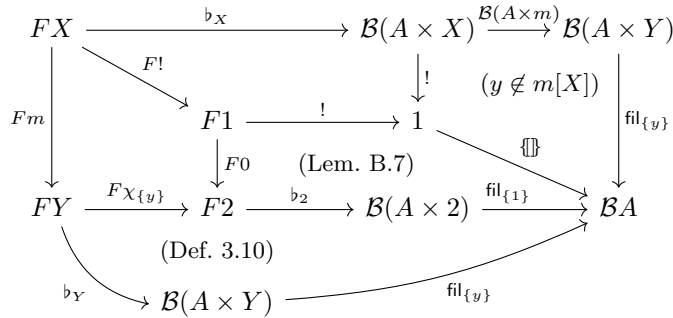 FX ♭_X ℬ(A × X) ℬ(A×m) ℬ(A × Y)
F! ! (y ∉ m[X])
Fm F1 ! 1 fil_{y}
F0 (Lem. B.7) {[]}
FY Fχ_{y} F2 ♭_2 ℬ(A × 2) fil_{1} ℬA
(Def. 3.10)
♭_Y ℬ(A × Y) fil_{y}